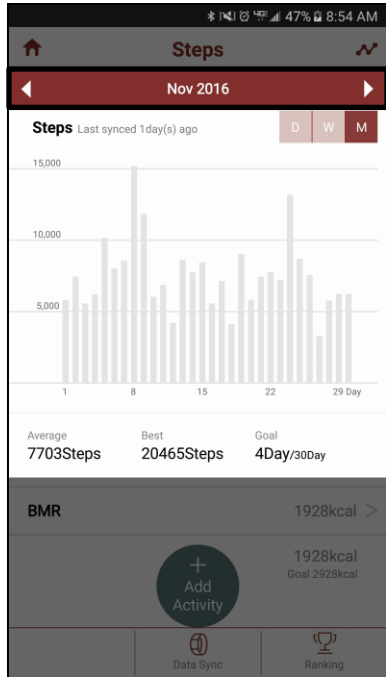 4G LTE 47% 8:54 AM
Steps
Nov 2016
Steps Last synced 1day(s) ago D W M
15,000
10,000
5,000
1 8 15 22 29 Day
Average Best Goal
7703Steps 20465Steps 4Day/30Day
BMR 1928kcal >
1928kcal
Goal 2928kcal
+
Add
Activity
Data Sync Ranking